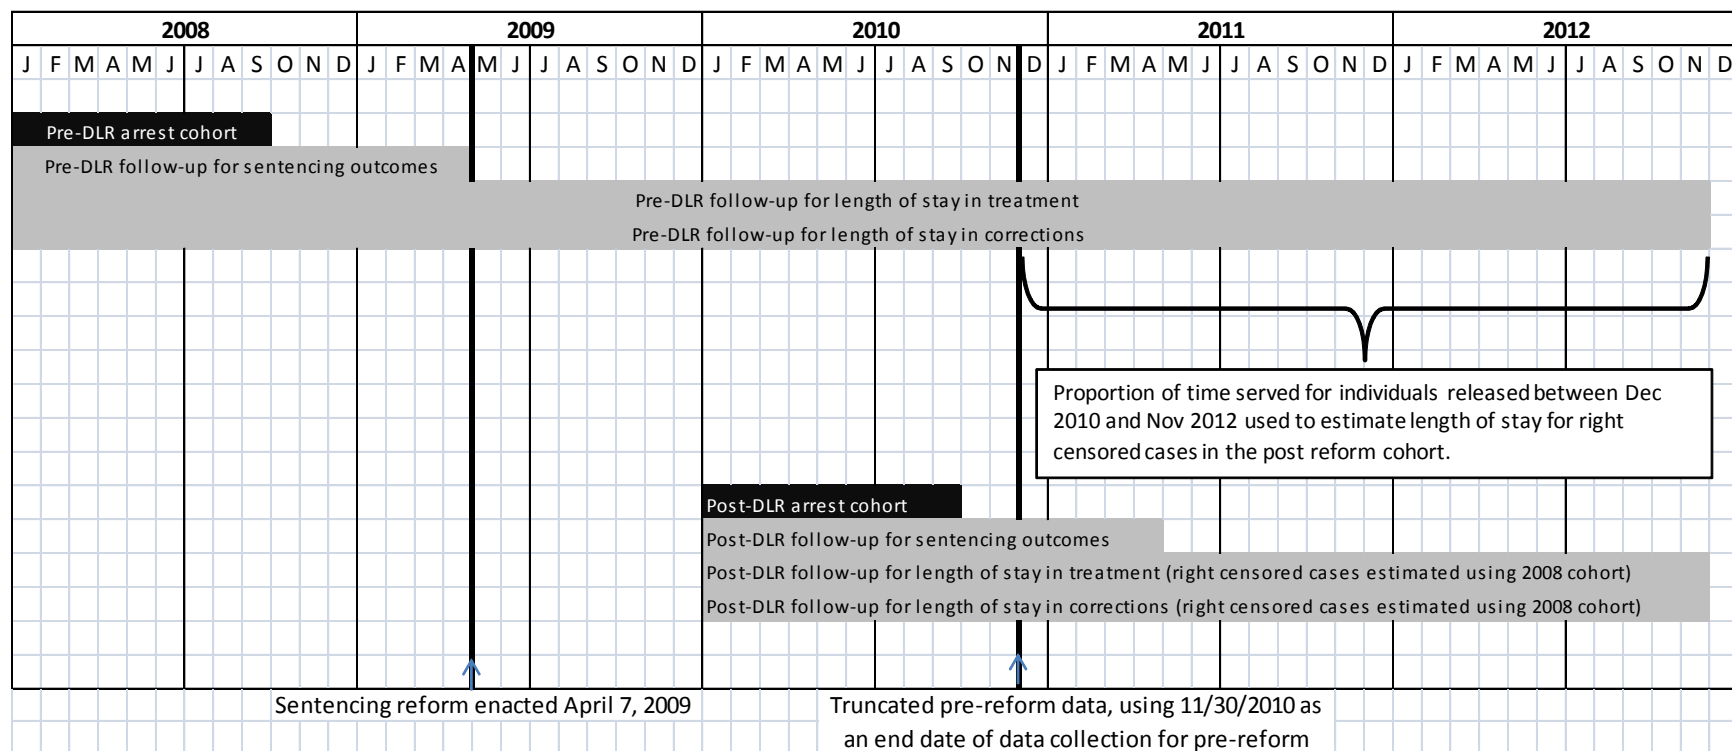 2008 2009 2010 2011 2012
J F M A M J J A S O N D J F M A M J J A S O N D J F M A M J J A S O N D J F M A M J J A S O N D J F M A M J J A S O N D
Pre-DLR arrest cohort
Pre-DLR follow-up for sentencing outcomes
Pre-DLR follow-up for length of stay in treatment
Pre-DLR follow-up for length of stay in corrections
Proportion of time served for individuals released between Dec
2010 and Nov 2012 used to estimate length of stay for right
censored cases in the post reform cohort.
Post-DLR arrest cohort
Post-DLR follow-up for sentencing outcomes
Post-DLR follow-up for length of stay in treatment (right censored cases estimated using 2008 cohort)
Post-DLR follow-up for length of stay in corrections (right censored cases estimated using 2008 cohort)
Sentencing reform enacted April 7, 2009
Truncated pre-reform data, using 11/30/2010 as
an end date of data collection for pre-reform